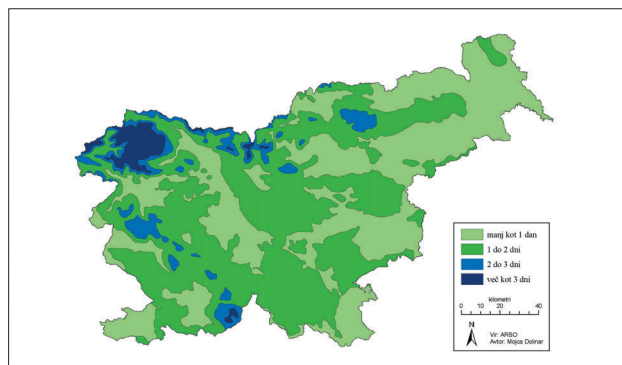 manj kot 1 dan
1 do 2 dni
2 do 3 dni
več kot 3 dni
kilometri
0 10 20 40
N
Vir: ARSO
Avtor: Mojca Dolinar